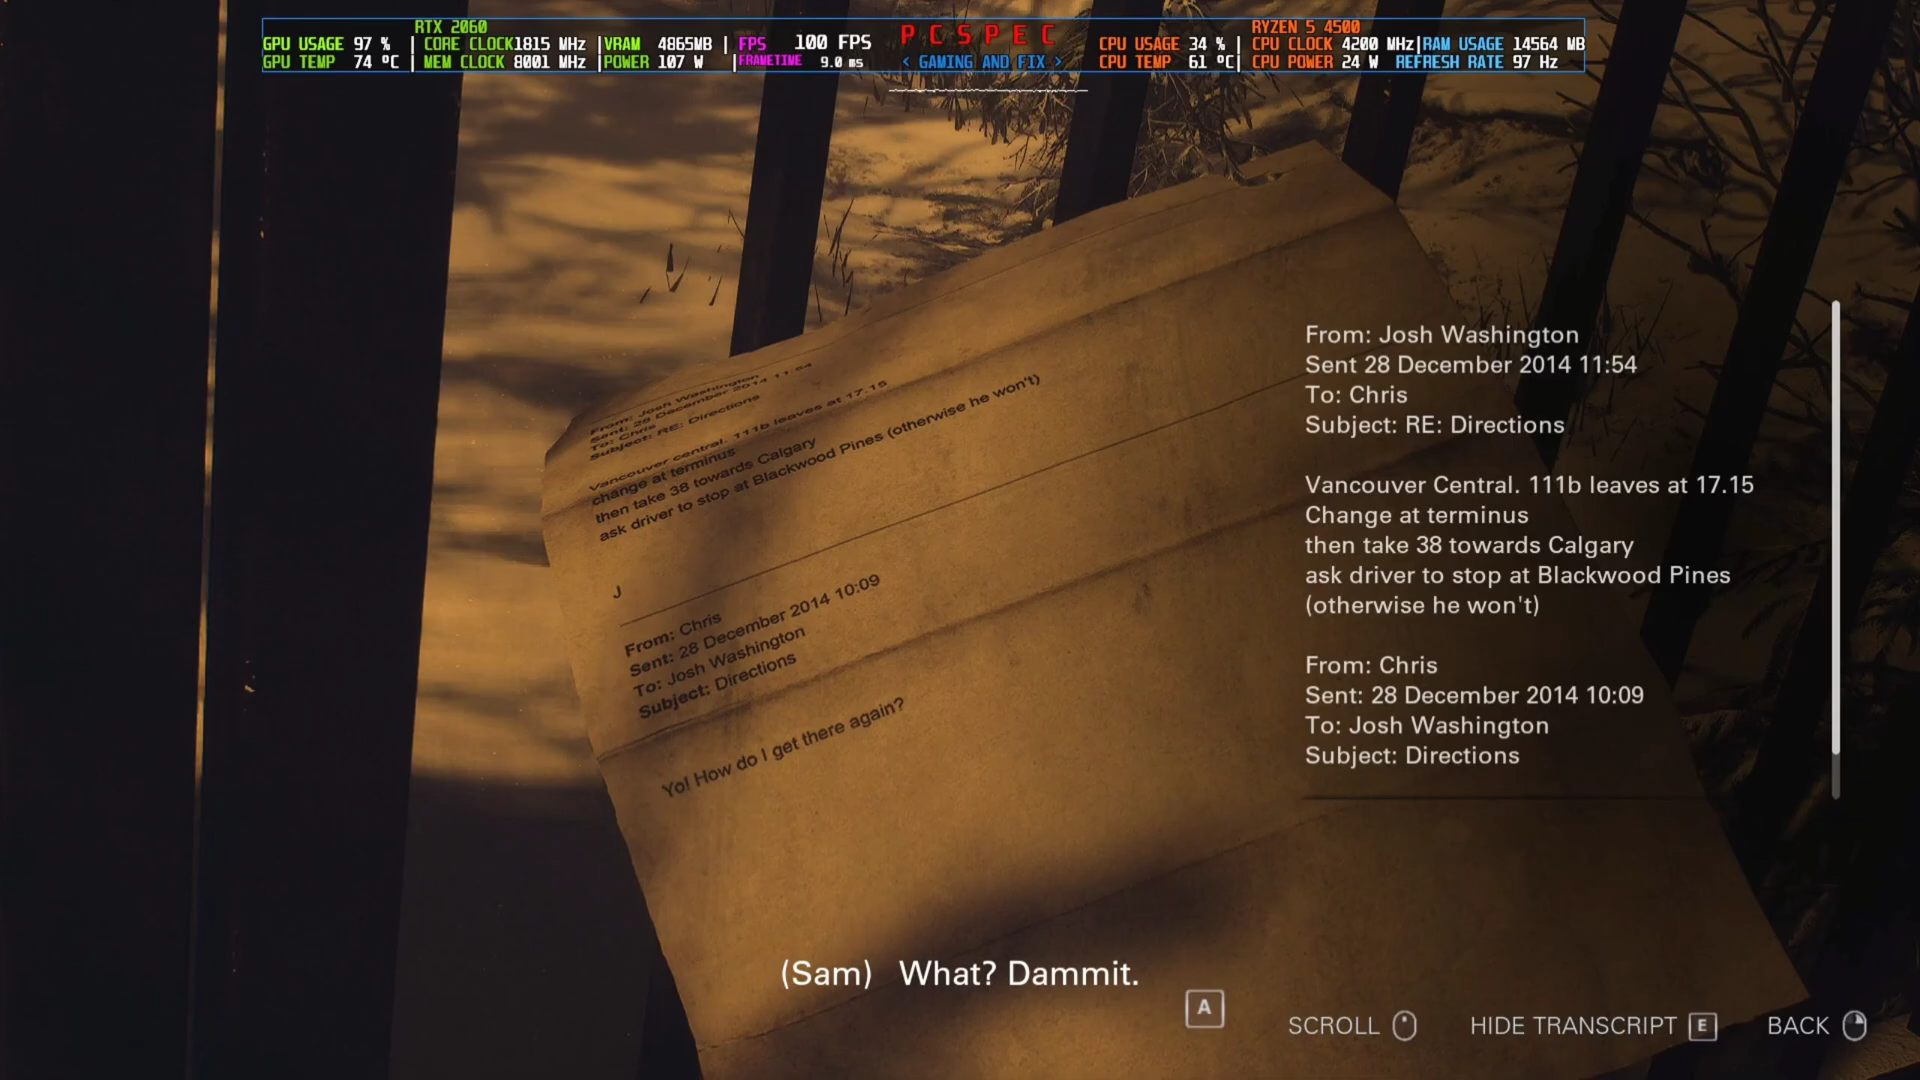 RTX 2060
GPU USAGE 97 % | CORE CLOCK 1815 MHz | VRAM 4865MB | FPS 100 FPS
GPU TEMP 74 ºC | MEM CLOCK 8001 MHz | POWER 107 W | FRAMETIME 9.0 ms
PCSPEC
< GAMING AND FIX >
RYZEN 5 4500
CPU USAGE 34 % | CPU CLOCK 4200 MHz | RAM USAGE 14564 MB
CPU TEMP 61 ºC | CPU POWER 24 W REFRESH RATE 97 Hz
From: Josh Washington
Sent: 28 December 2014 11:54
To: Chris
Subject: RE: Directions
Vancouver central. 111b leaves at 17.15
change at terminus
then take 38 towards Calgary
ask driver to stop at Blackwood Pines (otherwise he won't)
J
From: Chris
Sent: 28 December 2014 10:09
To: Josh Washington
Subject: Directions
Yo! How do I get there again?
From: Josh Washington
Sent 28 December 2014 11:54
To: Chris
Subject: RE: Directions
Vancouver Central. 111b leaves at 17.15
Change at terminus
then take 38 towards Calgary
ask driver to stop at Blackwood Pines
(otherwise he won't)
From: Chris
Sent: 28 December 2014 10:09
To: Josh Washington
Subject: Directions
(Sam) What? Dammit.
A
SCROLL HIDE TRANSCRIPT E BACK